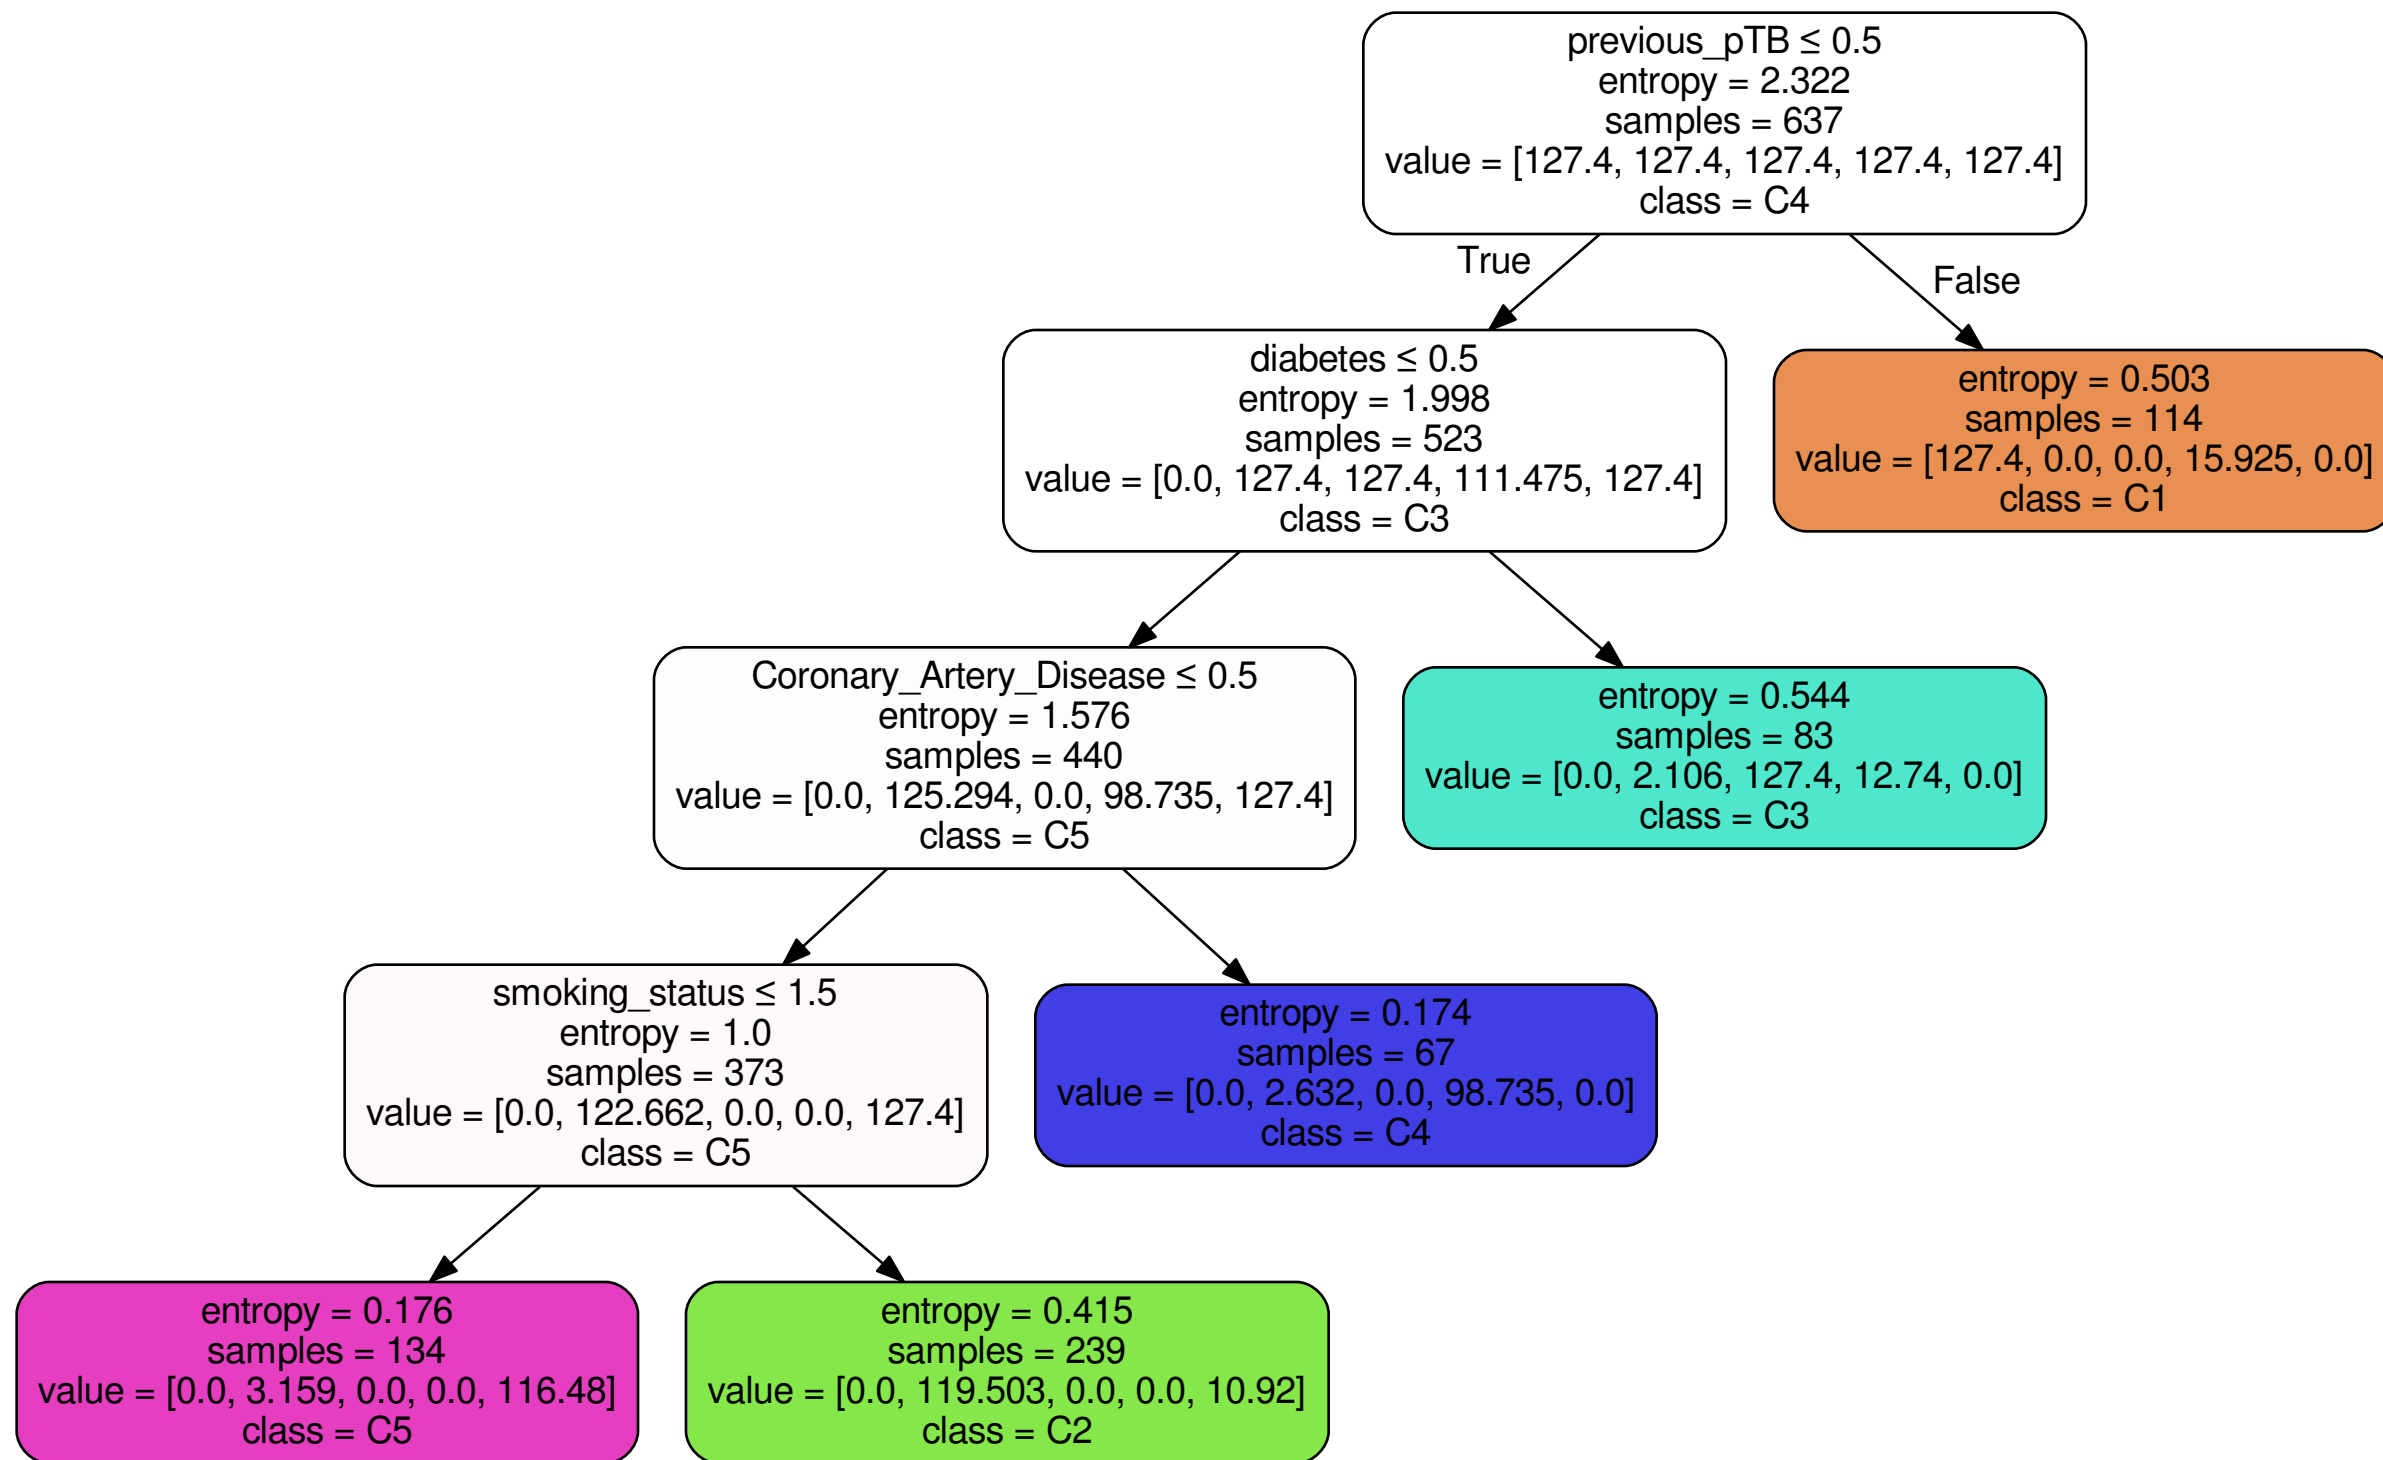 previous_pTB ≤ 0.5
entropy = 2.322
samples = 637
value = [127.4, 127.4, 127.4, 127.4, 127.4]
class = C4
True
False
diabetes ≤ 0.5
entropy = 1.998
samples = 523
value = [0.0, 127.4, 127.4, 111.475, 127.4]
class = C3
entropy = 0.503
samples = 114
value = [127.4, 0.0, 0.0, 15.925, 0.0]
class = C1
Coronary_Artery_Disease ≤ 0.5
entropy = 1.576
samples = 440
value = [0.0, 125.294, 0.0, 98.735, 127.4]
class = C5
entropy = 0.544
samples = 83
value = [0.0, 2.106, 127.4, 12.74, 0.0]
class = C3
smoking_status ≤ 1.5
entropy = 1.0
samples = 373
value = [0.0, 122.662, 0.0, 0.0, 127.4]
class = C5
entropy = 0.174
samples = 67
value = [0.0, 2.632, 0.0, 98.735, 0.0]
class = C4
entropy = 0.176
samples = 134
value = [0.0, 3.159, 0.0, 0.0, 116.48]
class = C5
entropy = 0.415
samples = 239
value = [0.0, 119.503, 0.0, 0.0, 10.92]
class = C2